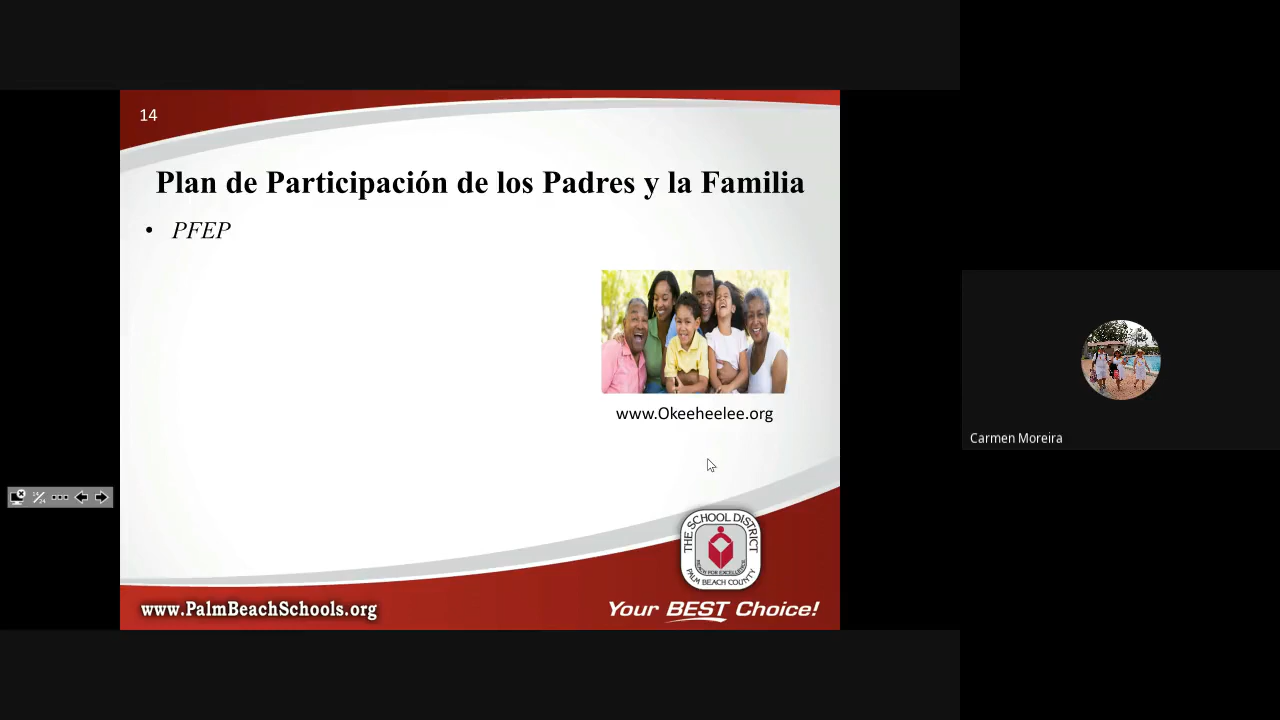 14
Plan de Participación de los Padres y la Familia
• PFEP
www.Okeeheelee.org
Carmen Moreira
THE SCHOOL DISTRICT
PALM BEACH COUNTY
www.PalmBeachSchools.org
Your BEST Choice!